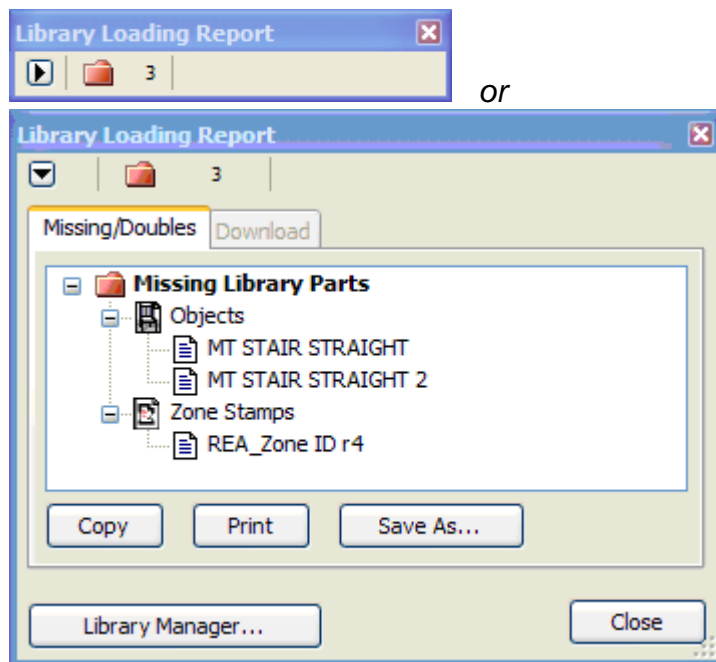 Library Loading Report
3
or
Library Loading Report
3
Missing/Doubles Download
Missing Library Parts
Objects
MT STAIR STRAIGHT
MT STAIR STRAIGHT 2
Zone Stamps
REA_Zone ID r4
Copy Print Save As...
Library Manager... Close